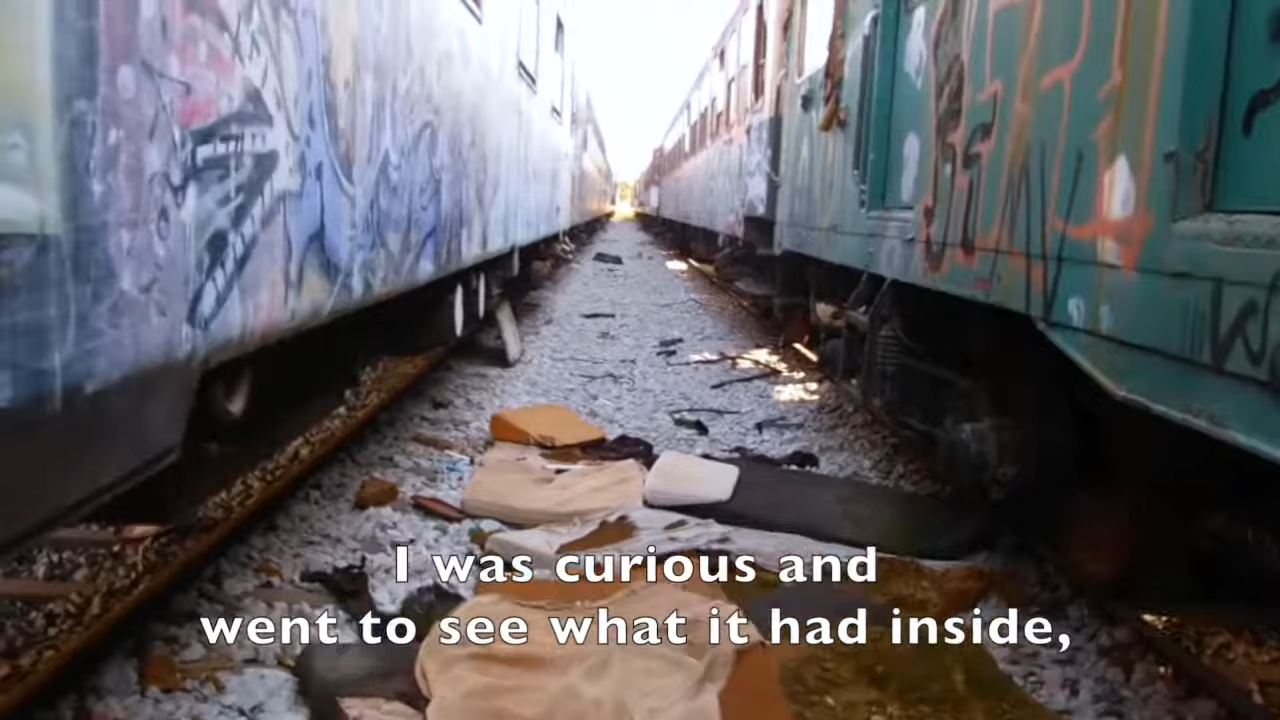 I was curious and
went to see what it had inside,